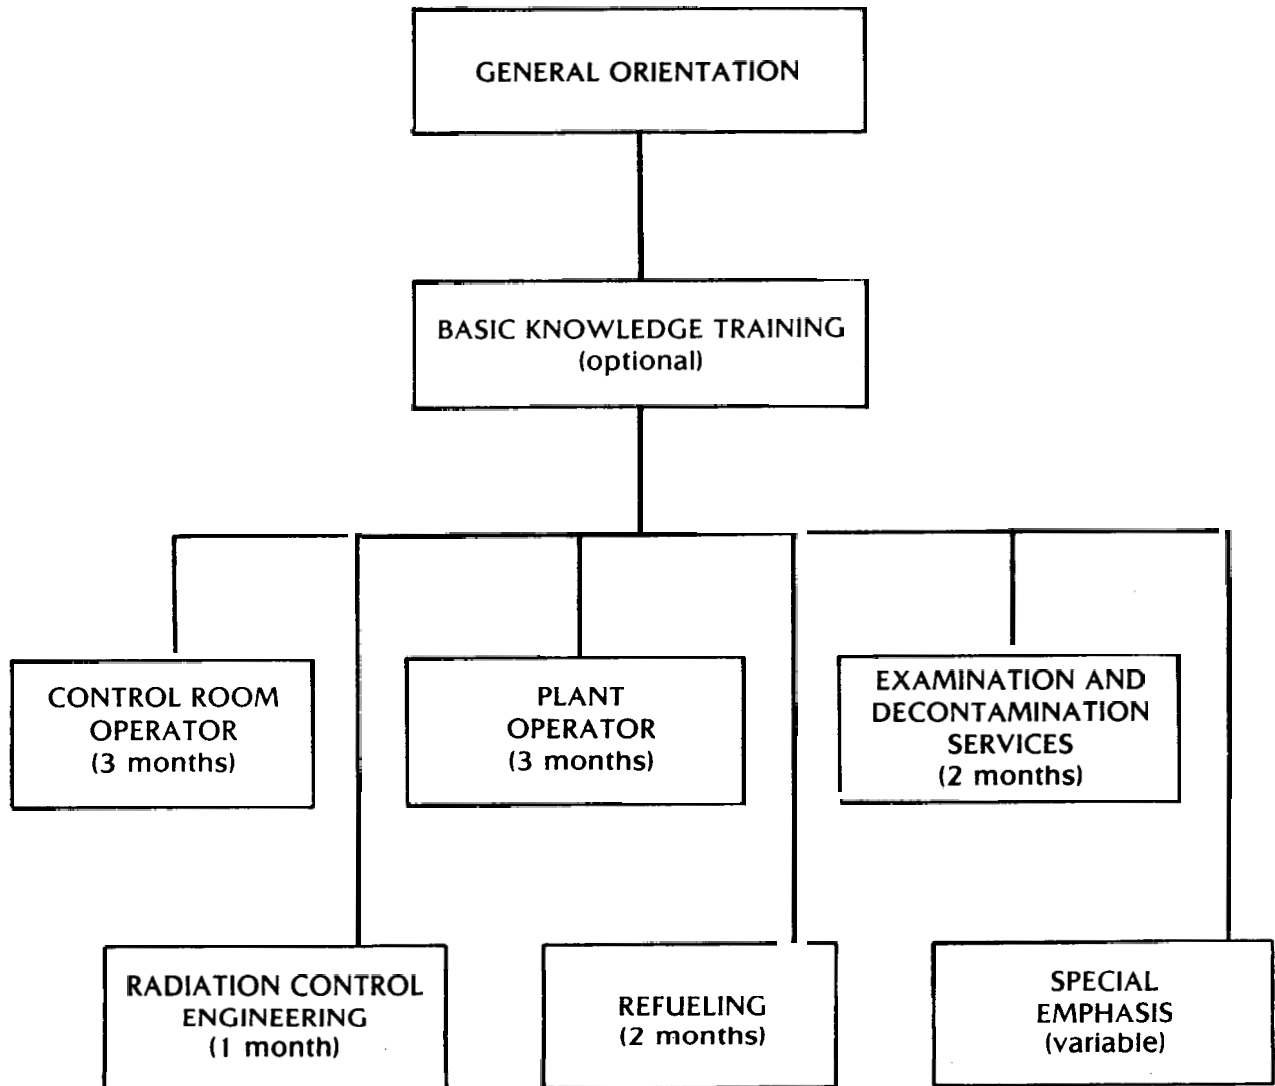 GENERAL ORIENTATION
BASIC KNOWLEDGE TRAINING
(optional)
CONTROL ROOM
OPERATOR
(3 months)
PLANT
OPERATOR
(3 months)
EXAMINATION AND
DECONTAMINATION
SERVICES
(2 months)
RADIATION CONTROL
ENGINEERING
(1 month)
REFUELING
(2 months)
SPECIAL
EMPHASIS
(variable)